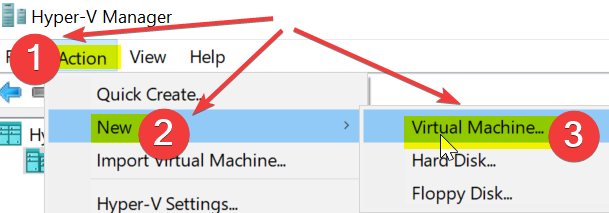 Hyper-V Manager
1 Action View Help
Quick Create...
New 2 Virtual Machine... 3
Import Virtual Machine... Hard Disk...
Hyper-V Settings... Floppy Disk...